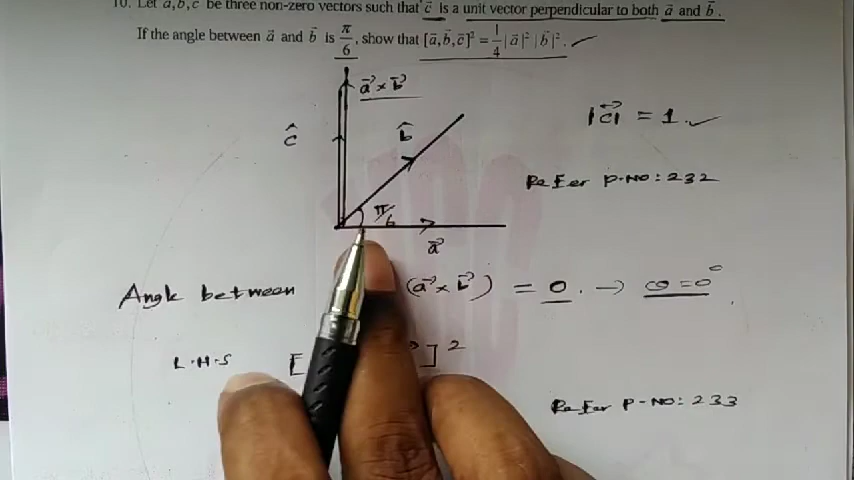 10. Let a⃗,b⃗,c⃗ be three non-zero vectors such that c⃗ is a unit vector perpendicular to both a⃗ and b⃗.
If the angle between a⃗ and b⃗ is π/6, show that [a⃗,b⃗,c⃗]² = 1/4 |a⃗|² |b⃗|².
a⃗ × b⃗
|c⃗| = 1.
ĉ
b̂
Refer P.NO: 232
π/6
a⃗
Angle between (a⃗ × b⃗) = 0. → = 0°
L.H.S [ ]²
Refer P-NO: 233